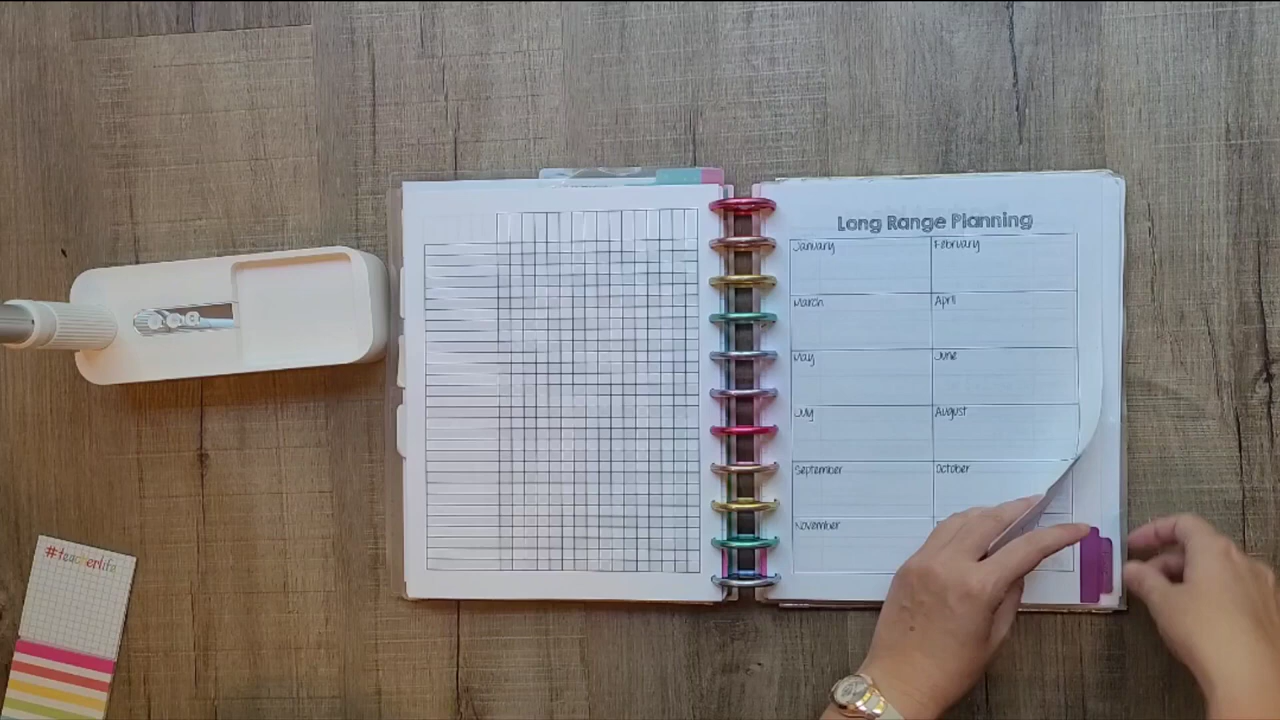 #teacherlife
Long Range Planning
January
February
March
April
May
June
July
August
September
October
November